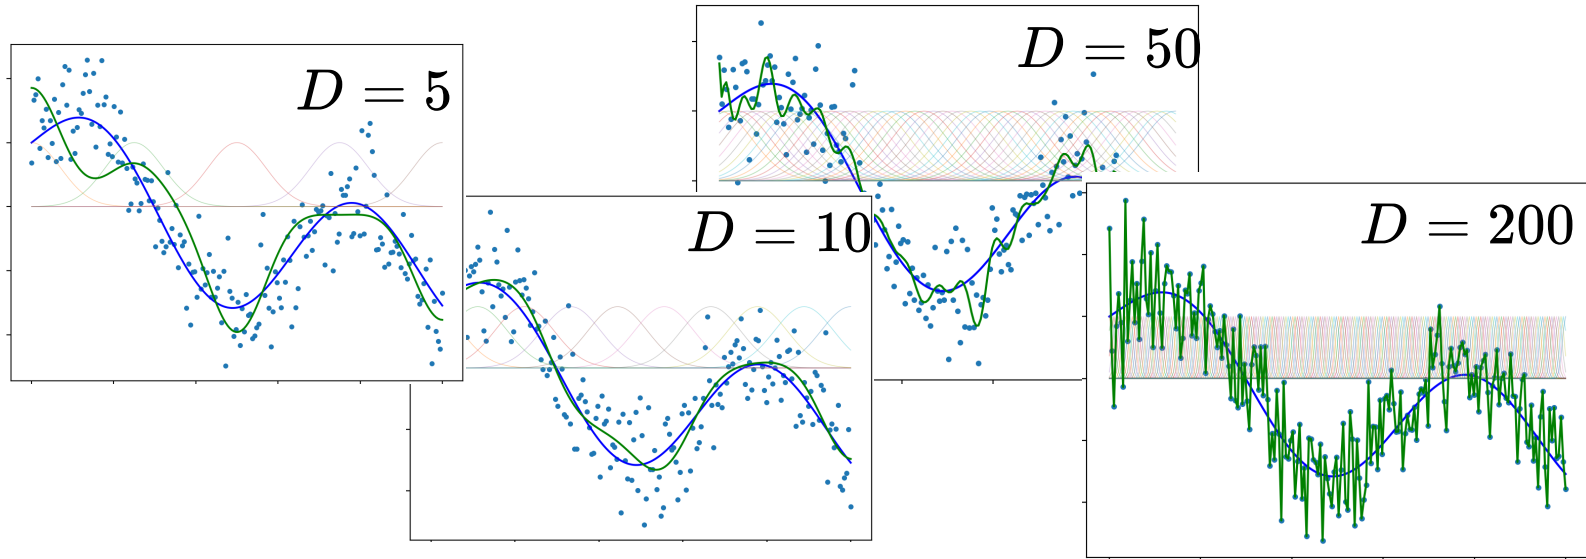 D = 5
D = 10
D = 50
D = 200